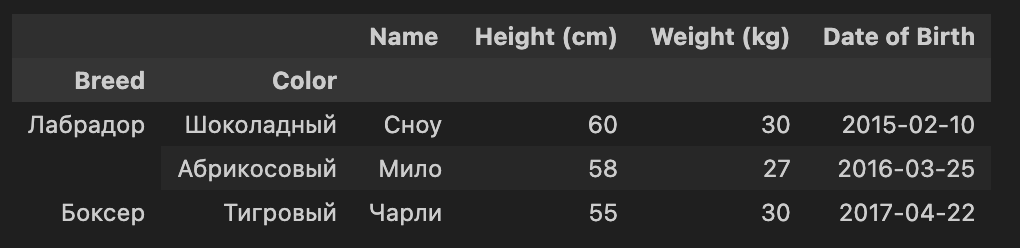 Name Height (cm) Weight (kg) Date of Birth
Breed Color
Лабрадор Шоколадный Сноу 60 30 2015-02-10
Абрикосовый Мило 58 27 2016-03-25
Боксер Тигровый Чарли 55 30 2017-04-22